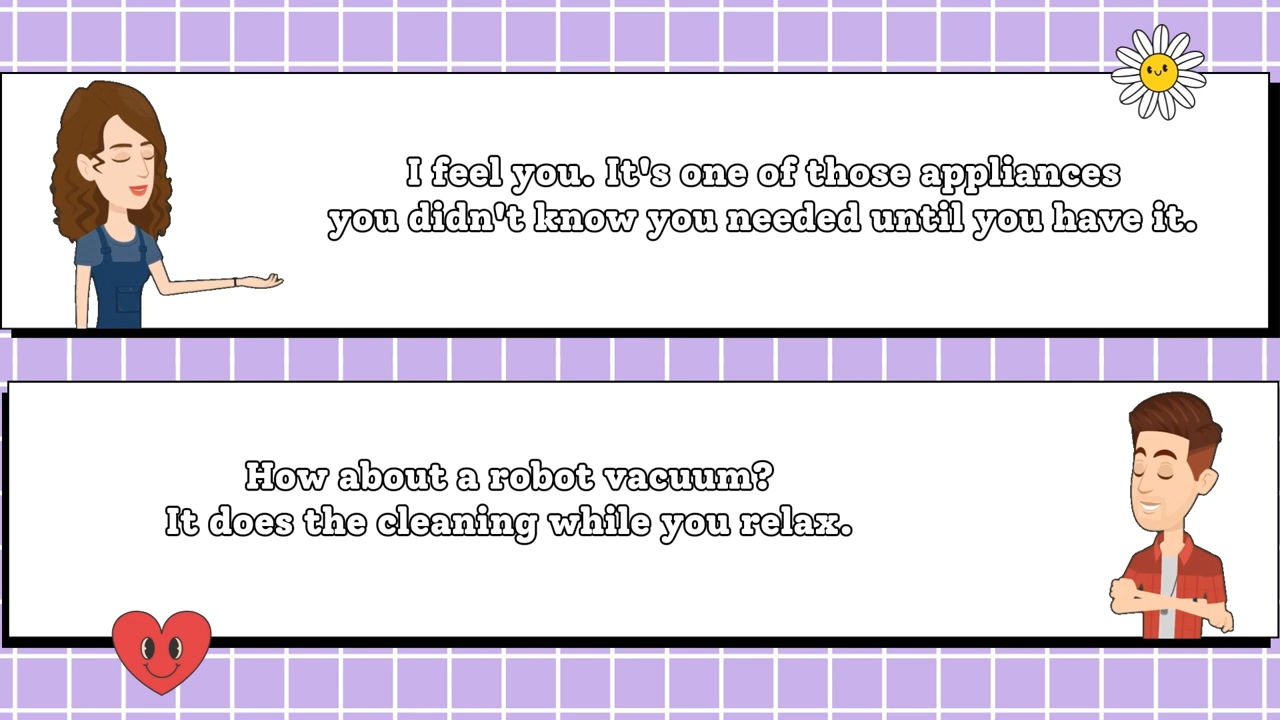 I feel you. It's one of those appliances
you didn't know you needed until you have it.
How about a robot vacuum?
It does the cleaning while you relax.